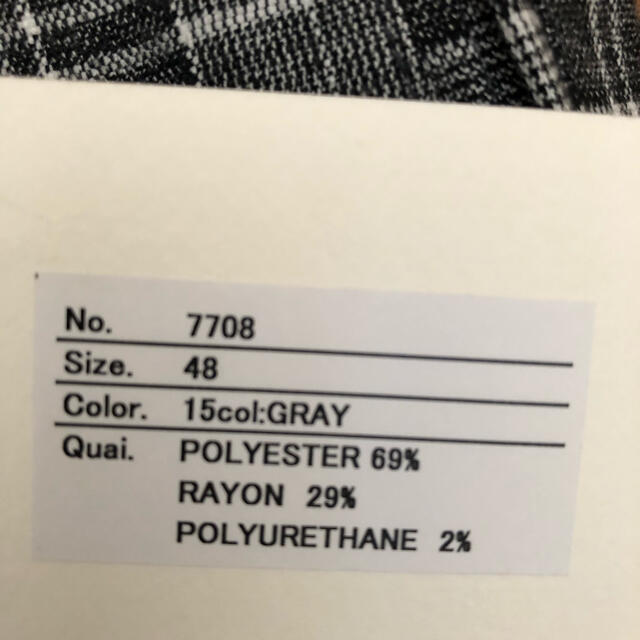 No. 7708
Size. 48
Color. 15col:GRAY
Quai. POLYESTER 69%
RAYON 29%
POLYURETHANE 2%